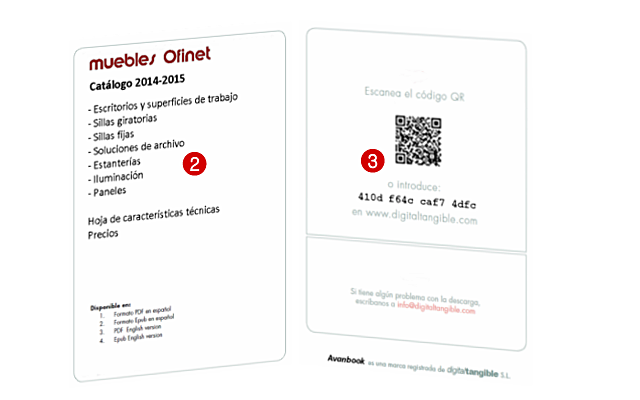 muebles Ofinet
Catálogo 2014-2015
- Escritorios y superficies de trabajo
- Sillas giratorias
- Sillas fijas
- Soluciones de archivo
- Estanterías
- Iluminación
- Paneles
Hoja de características técnicas
Precios
Disponible en:
1. Formato PDF en español
2. Formato Epub en español
3. PDF English version
4. Epub English version
2
Escanea el código QR
3
o introduce:
410d f64c caf7 4dfc
en www.digitaltangible.com
Si tiene algún problema con la descarga,
escríbanos a info@digitaltangible.com
Avanbook es una marca registrada de digitaltangible S.L.